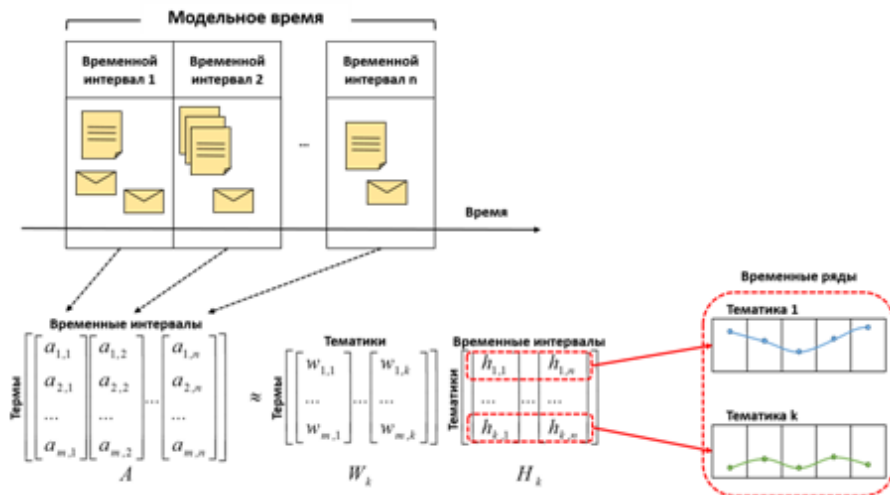 Модельное время
Временной интервал 1
Временной интервал 2
Временной интервал n
...
Время
Временные интервалы
Термы
a1,1 a1,2 ... a1,n
a2,1 a2,2 a2,n
... ... ...
am,1 am,2 am,n
A
≈
Тематики
Термы
w1,1 w1,k
... ... ...
wm,1 wm,k
Wk
Временные интервалы
Тематики
h1,1 h1,n
... ... ...
hk,1 hk,n
Hk
Временные ряды
Тематика 1
Тематика k